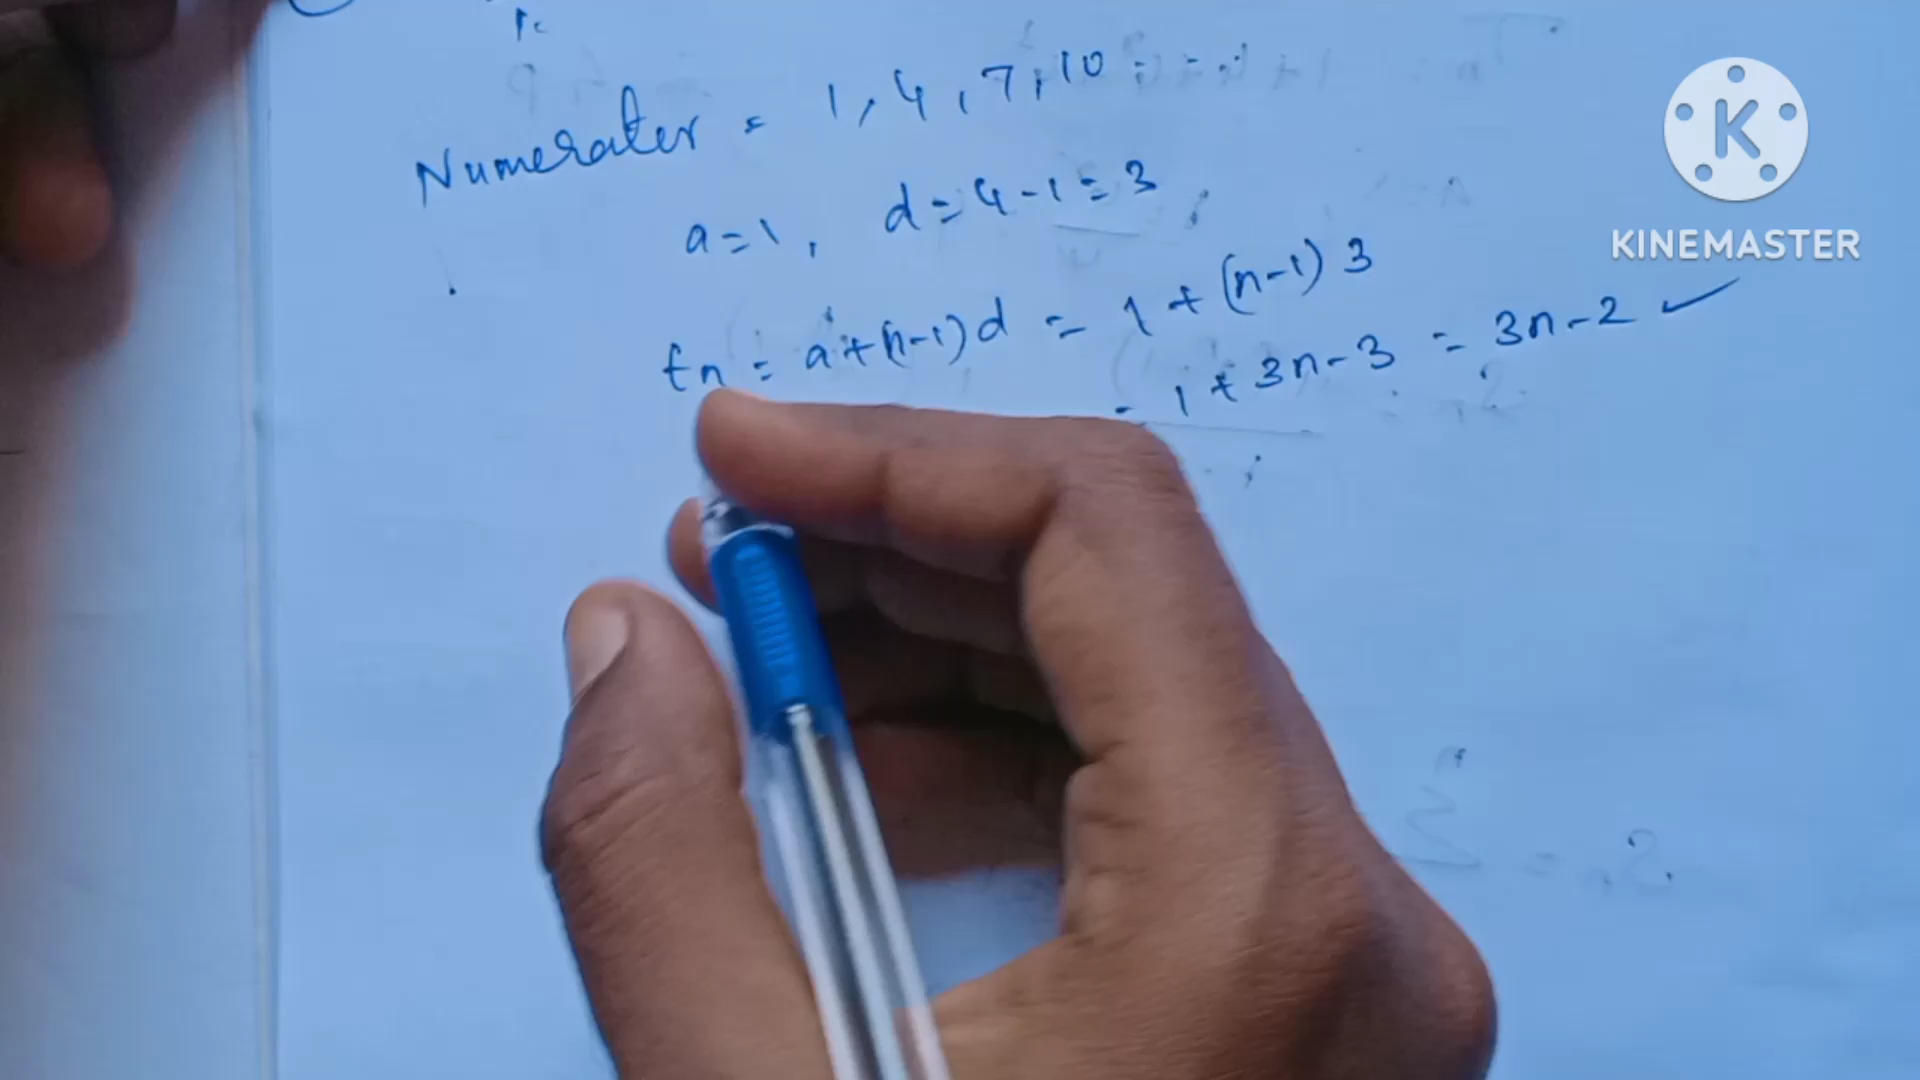 Numerater = 1, 4, 7, 10 - - -
a=1, d=4-1=3
tn = a+(n-1)d = 1+(n-1)3
= 1+3n-3 = 3n-2 ✓
K
KINEMASTER